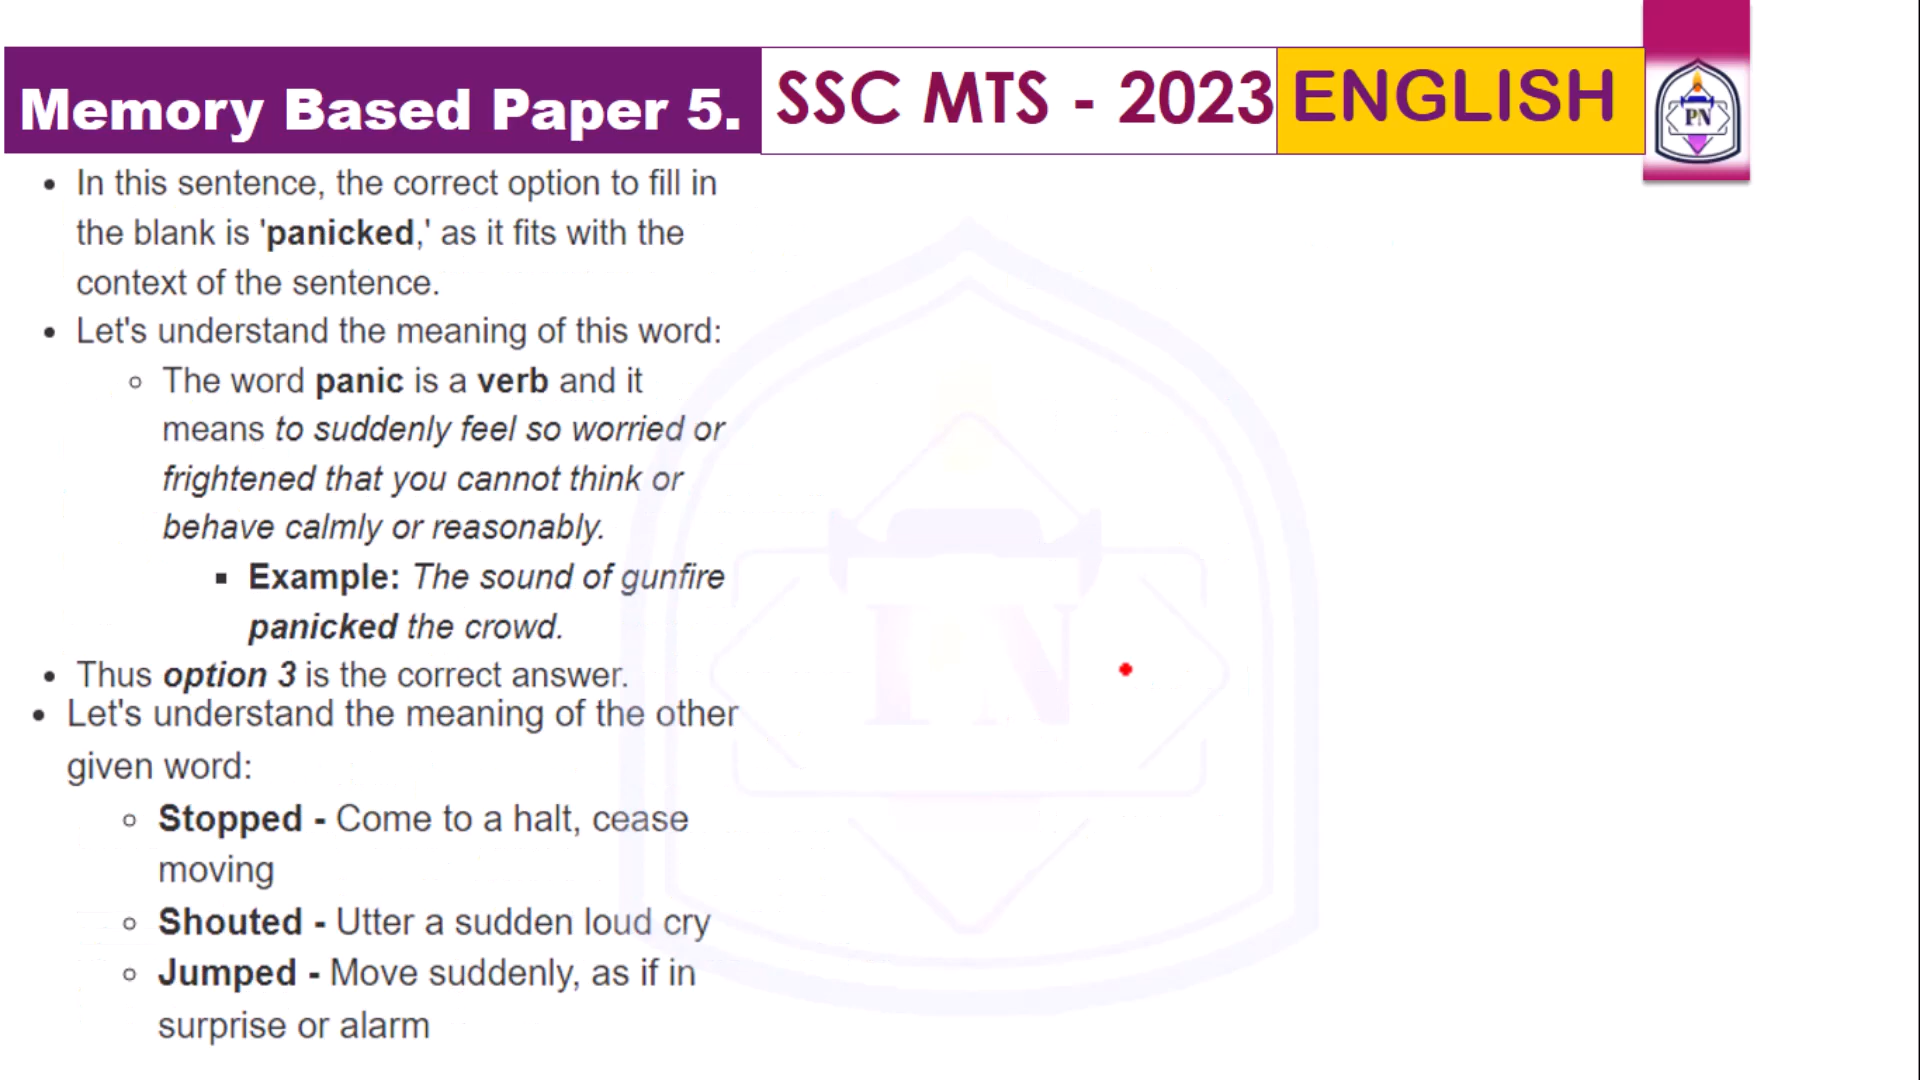 Memory Based Paper 5. SSC MTS - 2023 ENGLISH
PN
• In this sentence, the correct option to fill in
the blank is 'panicked,' as it fits with the
context of the sentence.
• Let's understand the meaning of this word:
○ The word panic is a verb and it
means to suddenly feel so worried or
frightened that you cannot think or
behave calmly or reasonably.
▪ Example: The sound of gunfire
panicked the crowd.
• Thus option 3 is the correct answer.
• Let's understand the meaning of the other
given word:
○ Stopped - Come to a halt, cease
moving
○ Shouted - Utter a sudden loud cry
○ Jumped - Move suddenly, as if in
surprise or alarm
PN